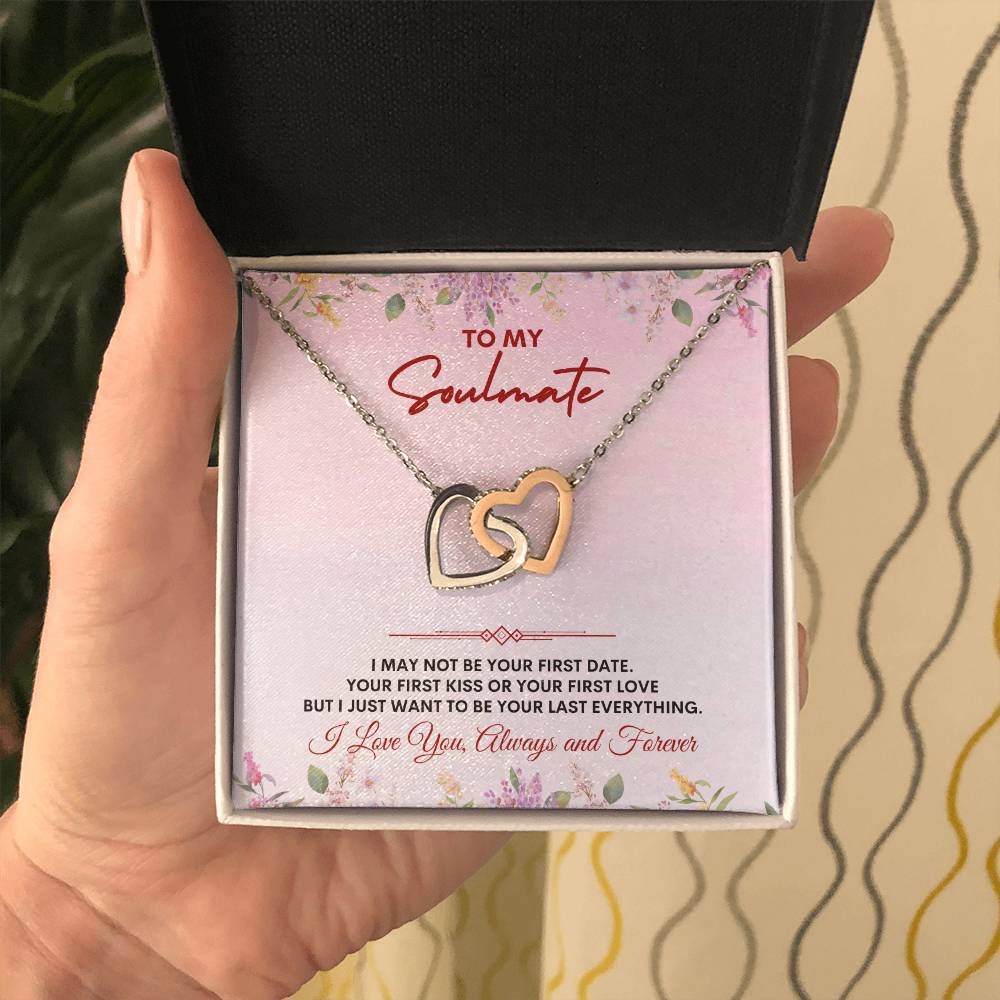 TO MY
Soulmate
I MAY NOT BE YOUR FIRST DATE.
YOUR FIRST KISS OR YOUR FIRST LOVE
BUT I JUST WANT TO BE YOUR LAST EVERYTHING.
I Love You, Always and Forever